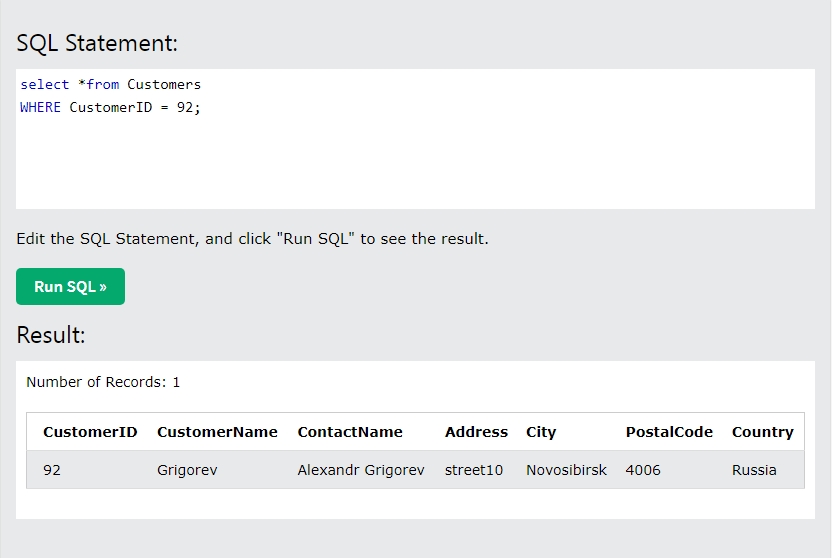 SQL Statement:
select *from Customers
WHERE CustomerID = 92;
Edit the SQL Statement, and click "Run SQL" to see the result.
Run SQL »
Result:
Number of Records: 1
CustomerID CustomerName ContactName Address City PostalCode Country
92 Grigorev Alexandr Grigorev street10 Novosibirsk 4006 Russia